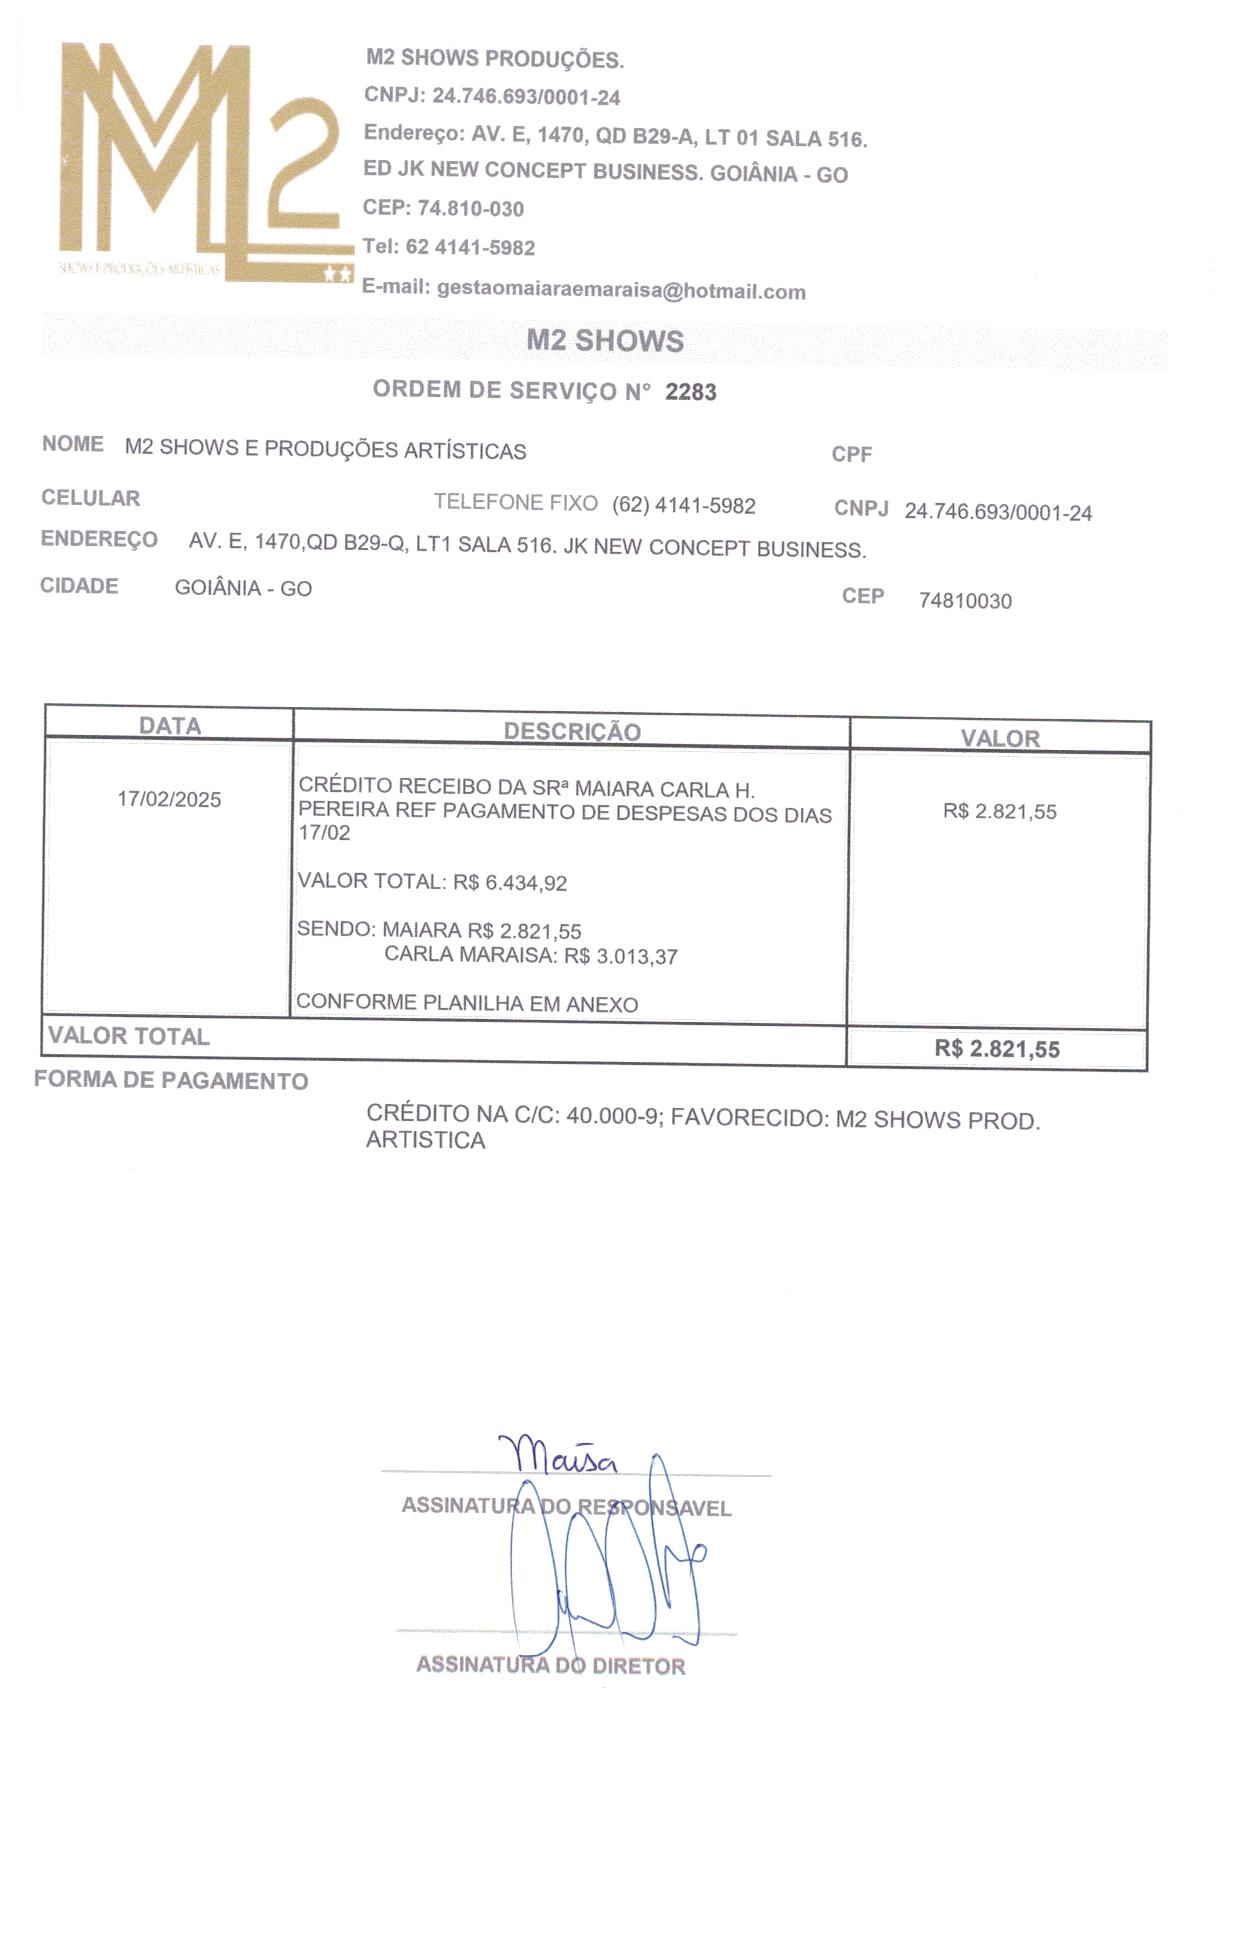 M2
SHOWS E PRODUÇÕES ARTÍSTICAS
M2 SHOWS PRODUÇÕES.
CNPJ: 24.746.693/0001-24
Endereço: AV. E, 1470, QD B29-A, LT 01 SALA 516.
ED JK NEW CONCEPT BUSINESS. GOIÂNIA - GO
CEP: 74.810-030
Tel: 62 4141-5982
E-mail: gestaomaiaraemaraisa@hotmail.com
M2 SHOWS
ORDEM DE SERVIÇO N° 2283
NOME M2 SHOWS E PRODUÇÕES ARTÍSTICAS CPF
CELULAR TELEFONE FIXO (62) 4141-5982 CNPJ 24.746.693/0001-24
ENDEREÇO AV. E, 1470,QD B29-Q, LT1 SALA 516. JK NEW CONCEPT BUSINESS.
CIDADE GOIÂNIA - GO CEP 74810030
DATA DESCRIÇÃO VALOR
17/02/2025 CRÉDITO RECEIBO DA SRª MAIARA CARLA H. R$ 2.821,55
PEREIRA REF PAGAMENTO DE DESPESAS DOS DIAS
17/02
VALOR TOTAL: R$ 6.434,92
SENDO: MAIARA R$ 2.821,55
CARLA MARAISA: R$ 3.013,37
CONFORME PLANILHA EM ANEXO
VALOR TOTAL R$ 2.821,55
FORMA DE PAGAMENTO
CRÉDITO NA C/C: 40.000-9; FAVORECIDO: M2 SHOWS PROD.
ARTISTICA
Maisa
ASSINATURA DO RESPONSAVEL
ASSINATURA DO DIRETOR